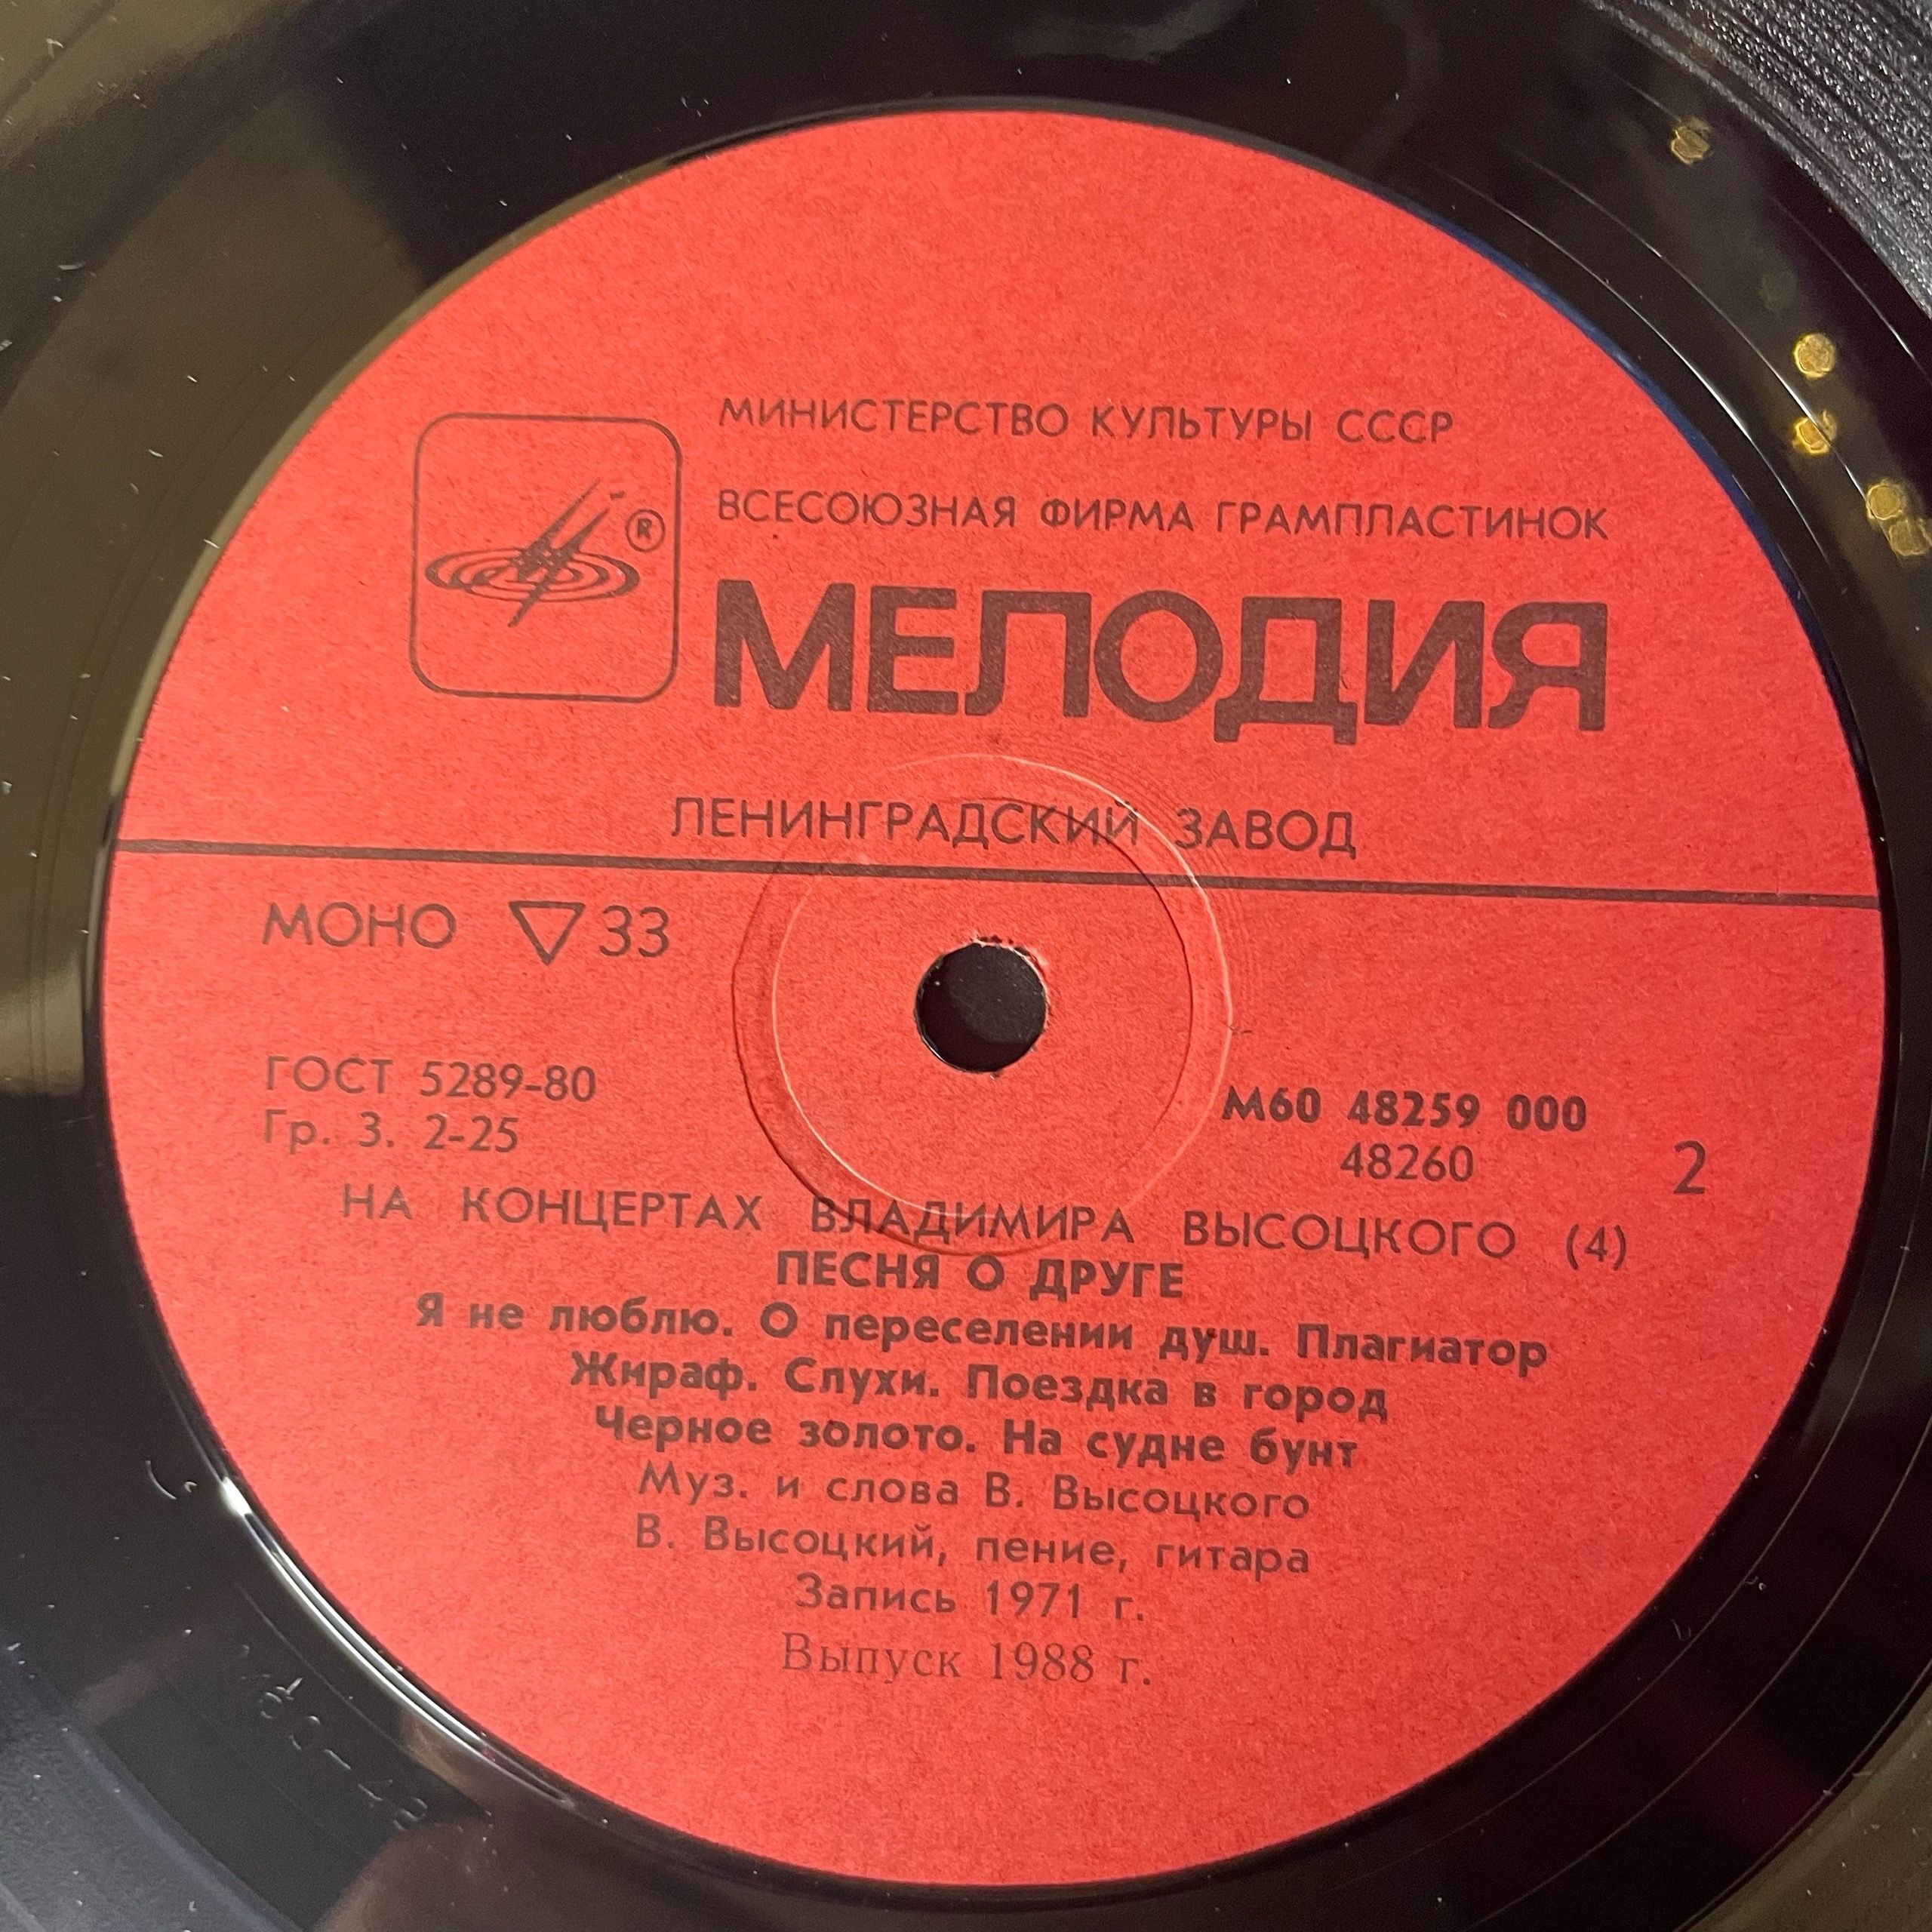 МИНИСТЕРСТВО КУЛЬТУРЫ СССР
ВСЕСОЮЗНАЯ ФИРМА ГРАМПЛАСТИНОК
®
МЕЛОДИЯ
ЛЕНИНГРАДСКИЙ ЗАВОД
МОНО ▽ 33
ГОСТ 5289-80
Гр. 3. 2-25
М60 48259 000
48260
2
НА КОНЦЕРТАХ ВЛАДИМИРА ВЫСОЦКОГО (4)
ПЕСНЯ О ДРУГЕ
Я не люблю. О переселении душ. Плагиатор
Жираф. Слухи. Поездка в город
Черное золото. На судне бунт
Муз. и слова В. Высоцкого
В. Высоцкий, пение, гитара
Запись 1971 г.
Выпуск 1988 г.